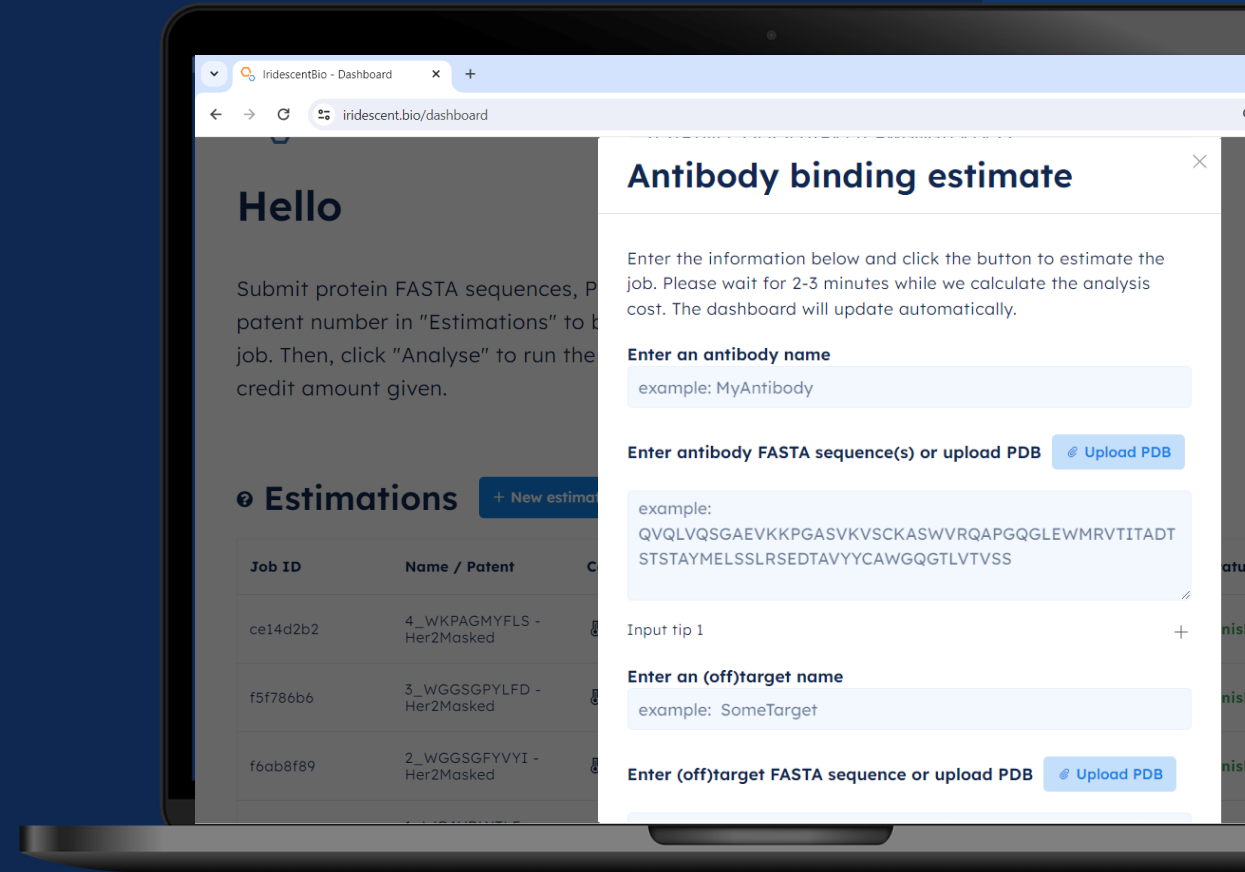 IridescentBio - Dashboard
iridescent.bio/dashboard
Hello
Submit protein FASTA sequences, P
patent number in "Estimations" to b
job. Then, click "Analyse" to run the
credit amount given.
Estimations
+ New estimat
Job ID
Name / Patent
C
ce14d2b2
4_WKPAGMYFLS -
Her2Masked
f5f786b6
3_WGGSGPYLFD -
Her2Masked
f6ab8f89
2_WGGSGFYVYI -
Her2Masked
Antibody binding estimate
Enter the information below and click the button to estimate the
job. Please wait for 2-3 minutes while we calculate the analysis
cost. The dashboard will update automatically.
Enter an antibody name
example: MyAntibody
Enter antibody FASTA sequence(s) or upload PDB
Upload PDB
example:
QVQLVQSGAEVKKPGASVKVSCKASWVRQAPGQGLEWMRVTITADT
STSTAYMELSSLRSEDTAVYYCAWGQGTLVTVSS
Input tip 1
Enter an (off)target name
example: SomeTarget
Enter (off)target FASTA sequence or upload PDB
Upload PDB
atu
nis
nis
nis